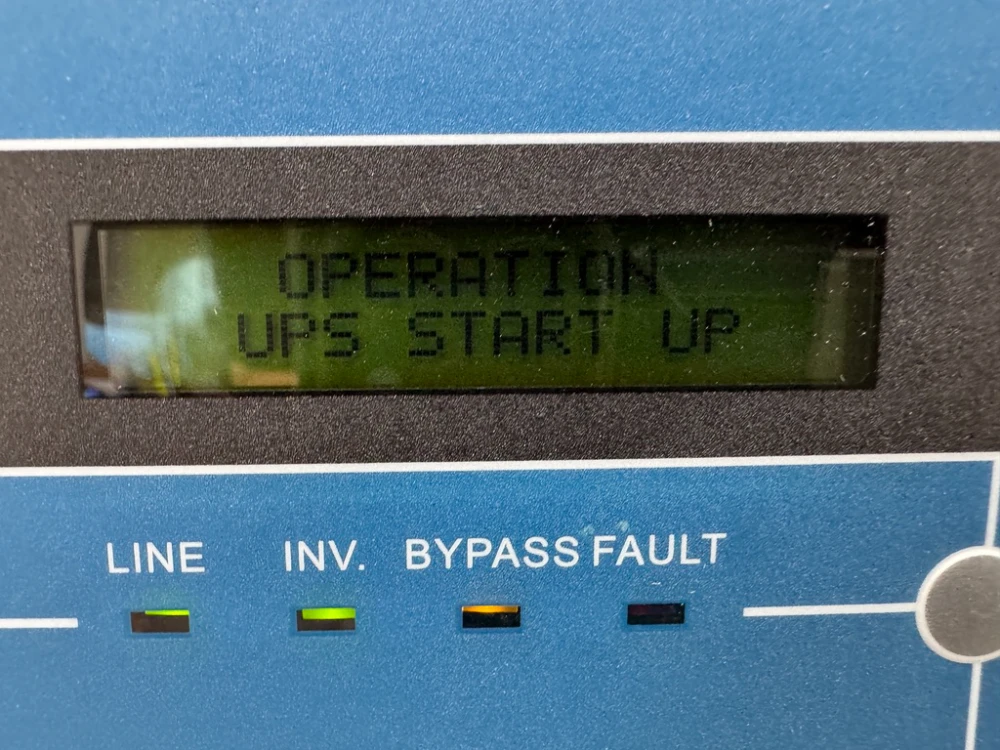 OPERATION
UPS START UP
LINE INV. BYPASS FAULT